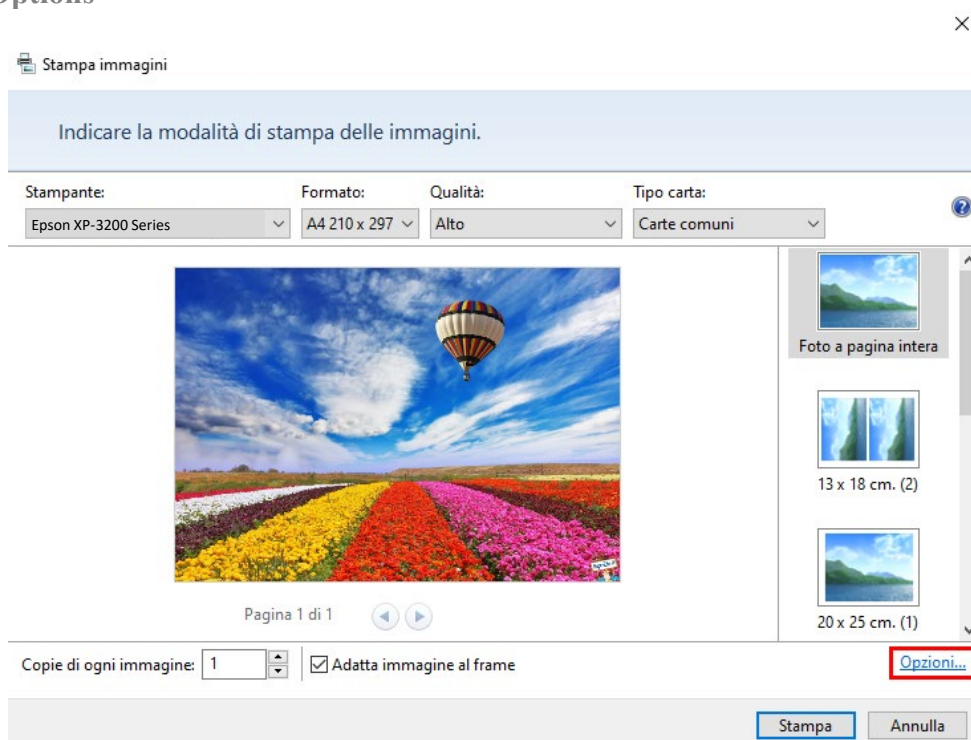 Options
Stampa immagini
Indicare la modalità di stampa delle immagini.
Stampante: Formato: Qualità: Tipo carta:
Epson XP-3200 Series A4 210 x 297 Alto Carte comuni
Foto a pagina intera
13 x 18 cm. (2)
20 x 25 cm. (1)
Pagina 1 di 1
Copie di ogni immagine: 1 Adatta immagine al frame Opzioni...
Stampa Annulla